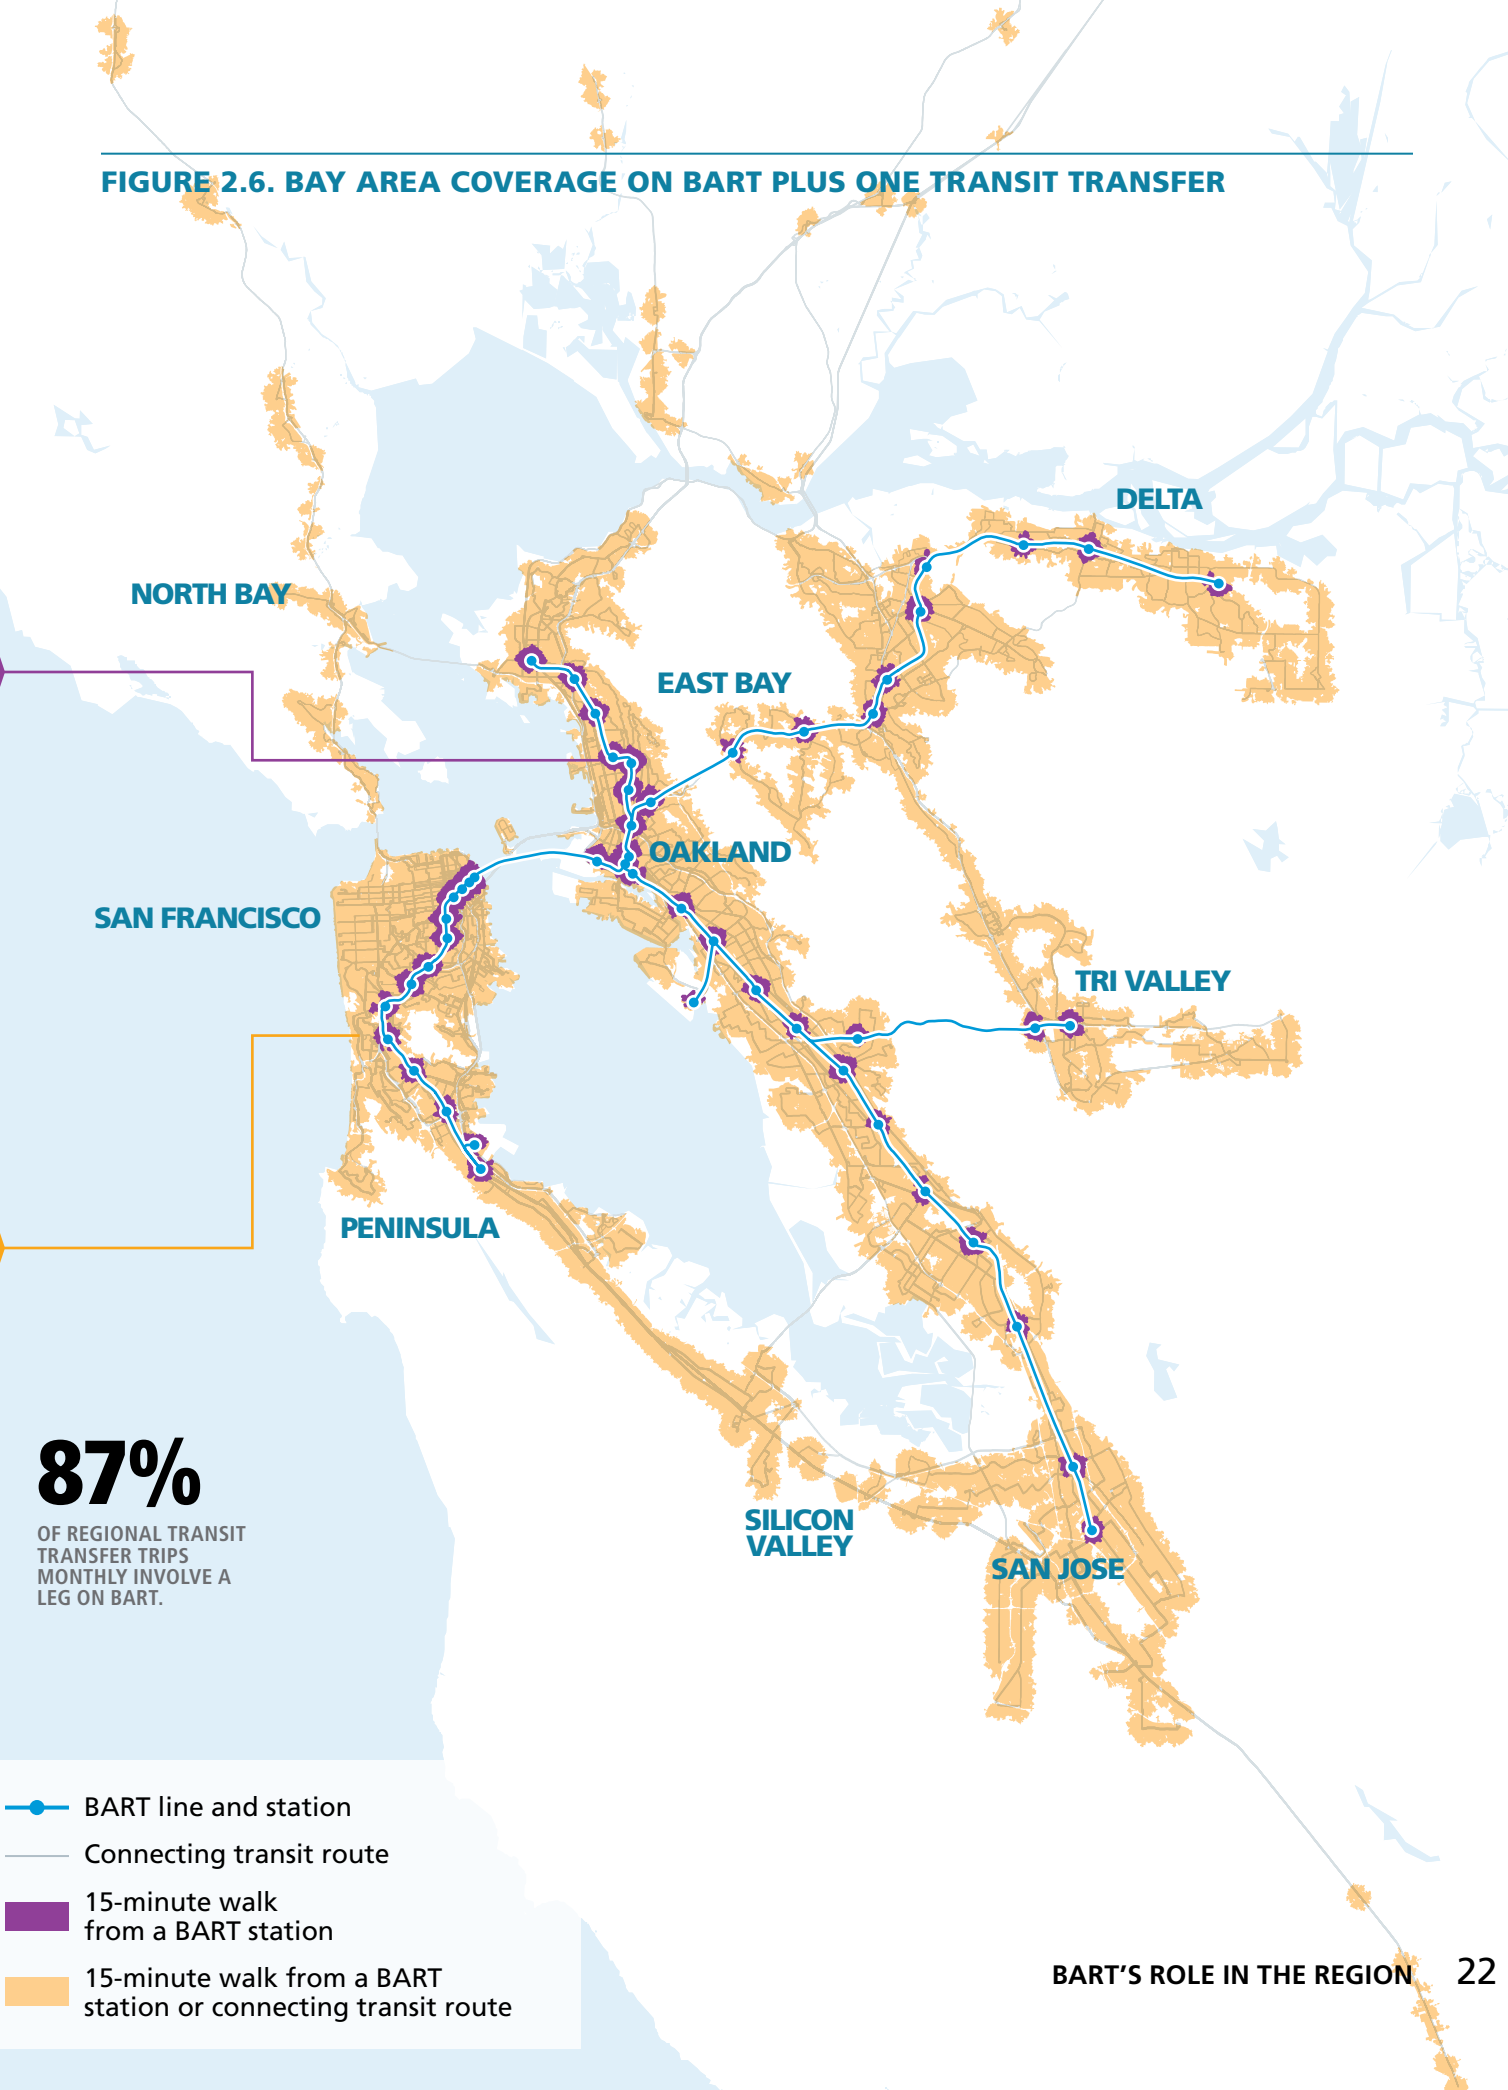 FIGURE 2.6. BAY AREA COVERAGE ON BART PLUS ONE TRANSIT TRANSFER
DELTA
NORTH BAY
EAST BAY
OAKLAND
SAN FRANCISCO
TRI VALLEY
PENINSULA
87%
OF REGIONAL TRANSIT
TRANSFER TRIPS
MONTHLY INVOLVE A
LEG ON BART.
SILICON
VALLEY
SAN JOSE
BART line and station
Connecting transit route
15-minute walk
from a BART station
15-minute walk from a BART
station or connecting transit route
BART'S ROLE IN THE REGION 22